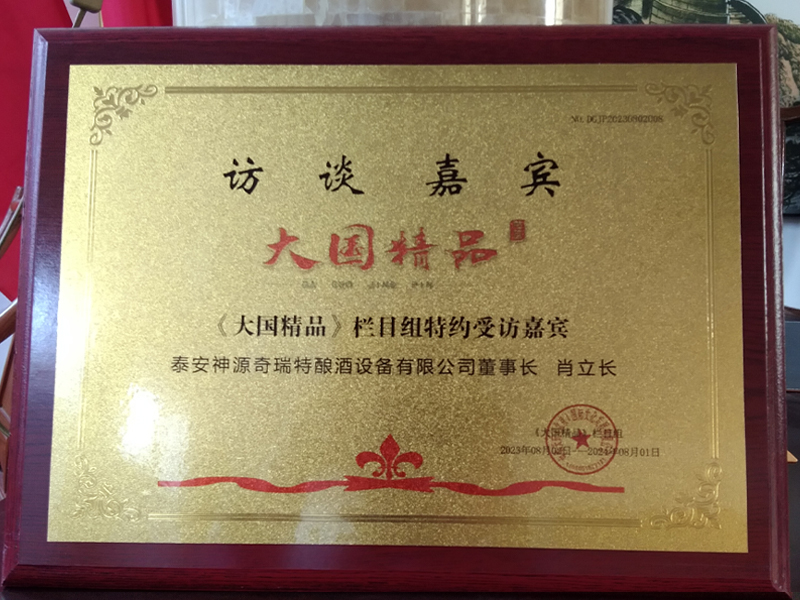 访谈嘉宾
大国精品
《大国精品》栏目组特约受访嘉宾
泰安神源奇瑞特酿酒设备有限公司董事长 肖立长
《大国精品》栏目组